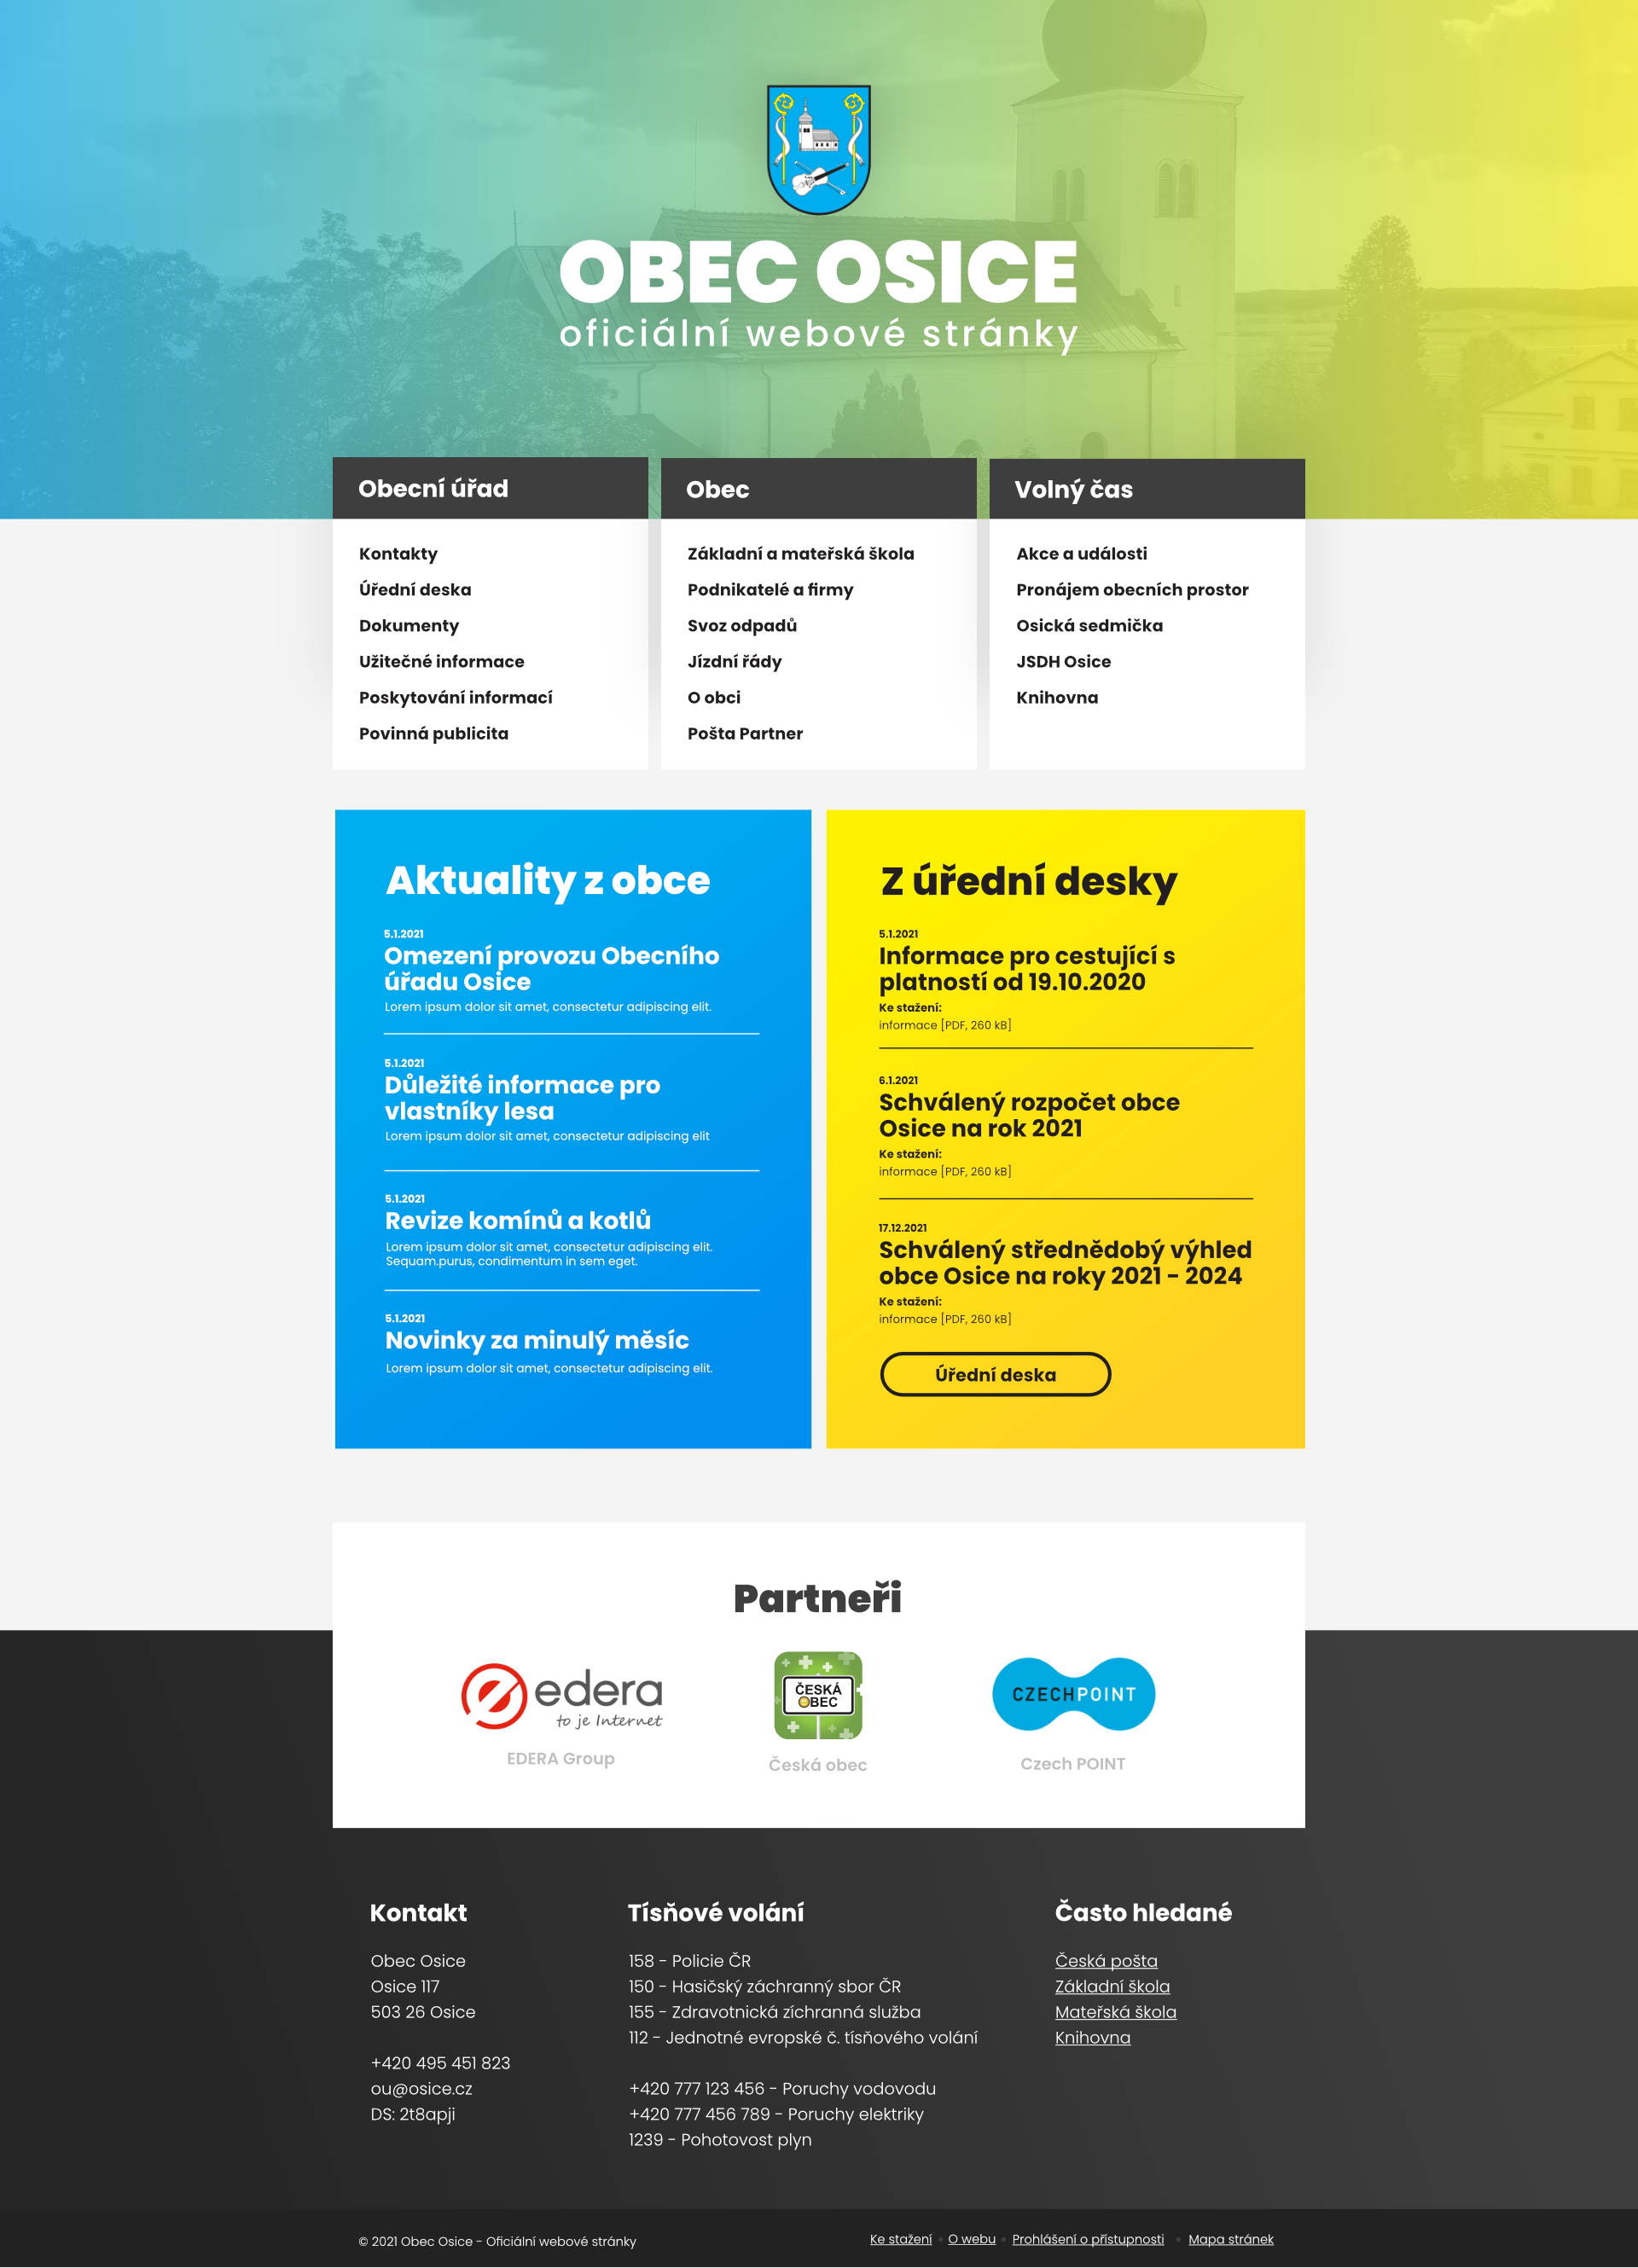 OBEC OSICE
oficiální webové stránky
Obecní úřad
Kontakty
Úřední deska
Dokumenty
Užitečné informace
Poskytování informací
Povinná publicita
Obec
Základní a mateřská škola
Podnikatelé a firmy
Svoz odpadů
Jízdní řády
O obci
Pošta Partner
Volný čas
Akce a události
Pronájem obecních prostor
Osická sedmička
JSDH Osice
Knihovna
Aktuality z obce
5.1.2021
Omezení provozu Obecního
úřadu Osice
Lorem ipsum dolor sit amet, consectetur adipiscing elit.
5.1.2021
Důležité informace pro
vlastníky lesa
Lorem ipsum dolor sit amet, consectetur adipiscing elit
5.1.2021
Revize komínů a kotlů
Lorem ipsum dolor sit amet, consectetur adipiscing elit.
Sequam.purus, condimentum in sem eget.
5.1.2021
Novinky za minulý měsíc
Lorem ipsum dolor sit amet, consectetur adipiscing elit.
Z úřední desky
5.1.2021
Informace pro cestující s
platností od 19.10.2020
Ke stažení:
informace [PDF, 260 kB]
6.1.2021
Schválený rozpočet obce
Osice na rok 2021
Ke stažení:
informace [PDF, 260 kB]
17.12.2021
Schválený střednědobý výhled
obce Osice na roky 2021 - 2024
Ke stažení:
informace [PDF, 260 kB]
Úřední deska
Partneři
edera
to je Internet
EDERA Group
ČESKÁ
OBEC
Česká obec
CZECHPOINT
Czech POINT
Kontakt
Obec Osice
Osice 117
503 26 Osice
+420 495 451 823
ou@osice.cz
DS: 2t8apji
Tísňové volání
158 - Policie ČR
150 - Hasičský záchranný sbor ČR
155 - Zdravotnická zíchranná služba
112 - Jednotné evropské č. tísňového volání
+420 777 123 456 - Poruchy vodovodu
+420 777 456 789 - Poruchy elektriky
1239 - Pohotovost plyn
Často hledané
Česká pošta
Základní škola
Mateřská škola
Knihovna
© 2021 Obec Osice - Oficiální webové stránky
Ke stažení • O webu • Prohlášení o přístupnosti • Mapa stránek